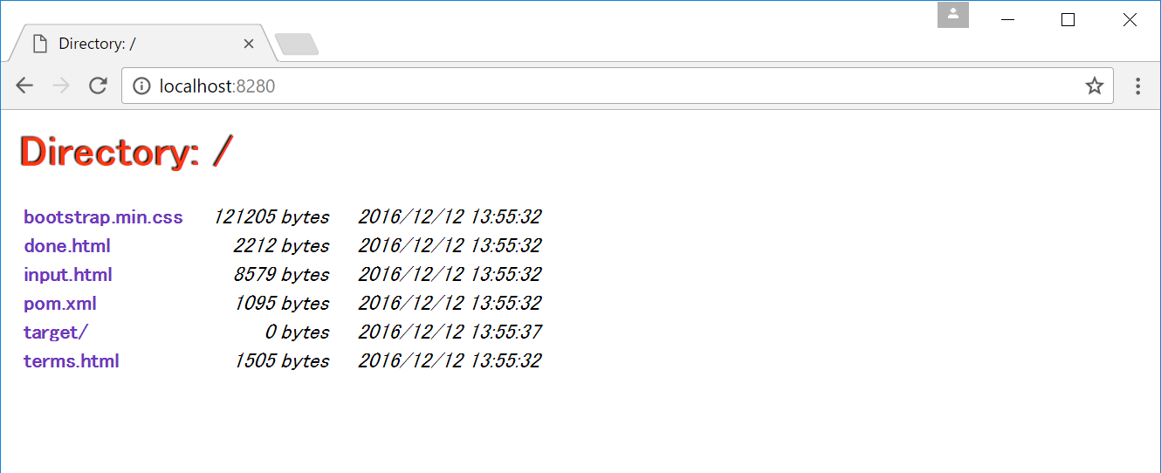 Directory: /
localhost:8280
Directory: /
bootstrap.min.css 121205 bytes 2016/12/12 13:55:32
done.html 2212 bytes 2016/12/12 13:55:32
input.html 8579 bytes 2016/12/12 13:55:32
pom.xml 1095 bytes 2016/12/12 13:55:32
target/ 0 bytes 2016/12/12 13:55:37
terms.html 1505 bytes 2016/12/12 13:55:32